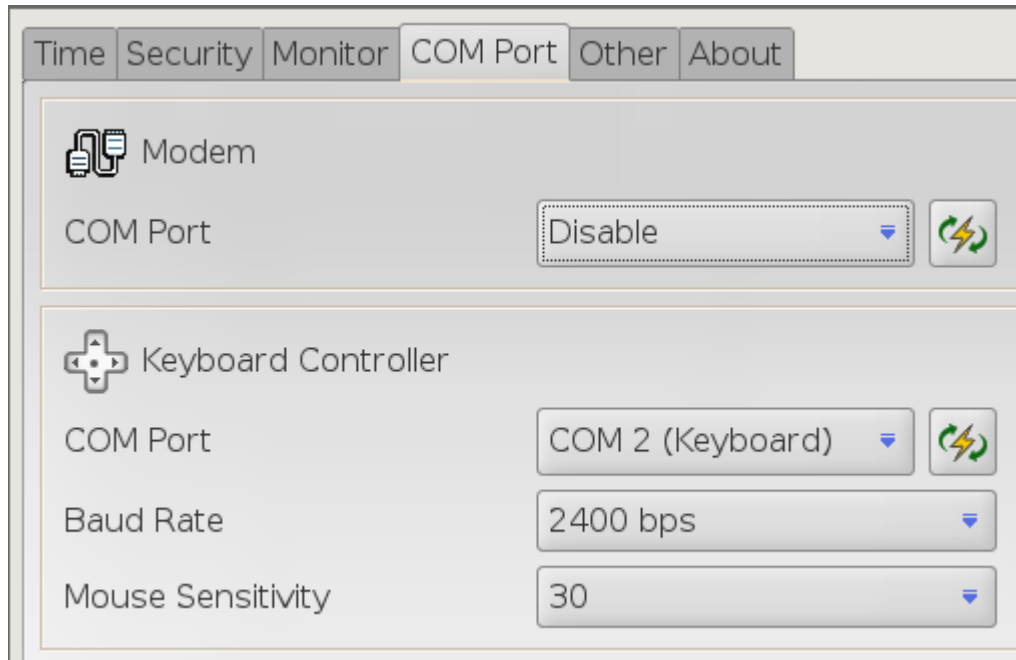 Time Security Monitor COM Port Other About
Modem
COM Port Disable
Keyboard Controller
COM Port COM 2 (Keyboard)
Baud Rate 2400 bps
Mouse Sensitivity 30